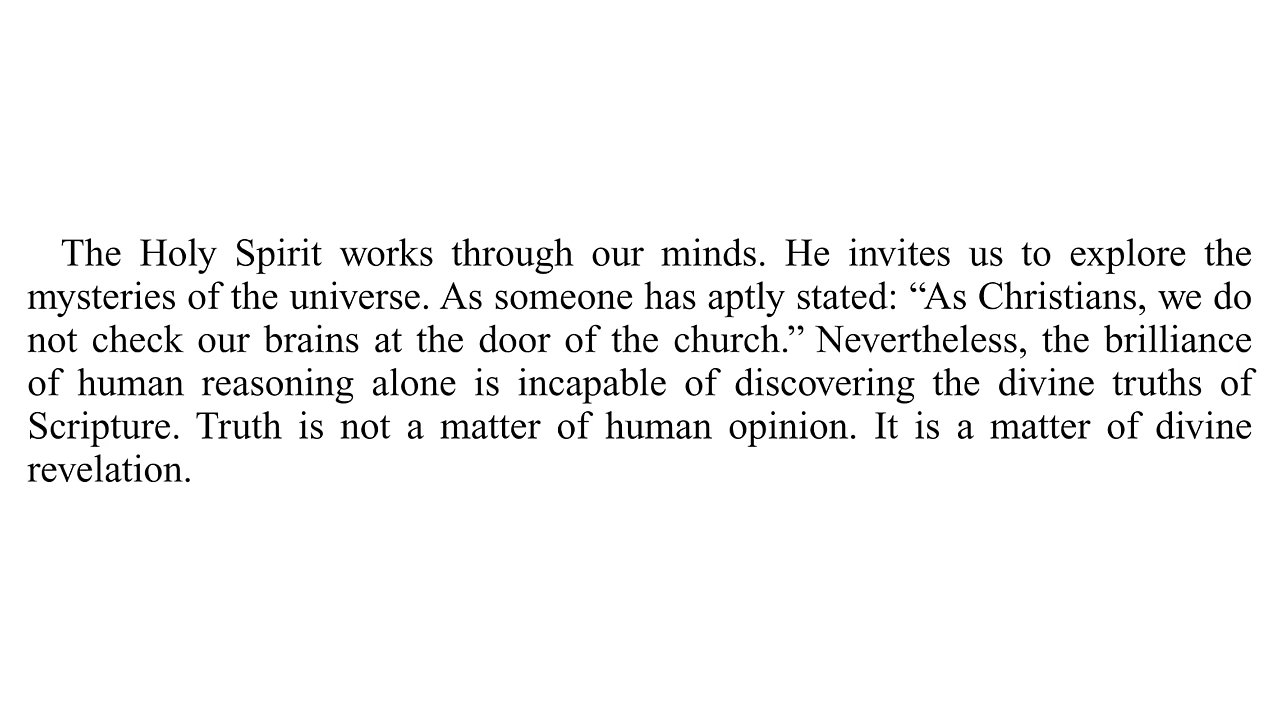 The Holy Spirit works through our minds. He invites us to explore the
mysteries of the universe. As someone has aptly stated: “As Christians, we do
not check our brains at the door of the church.” Nevertheless, the brilliance
of human reasoning alone is incapable of discovering the divine truths of
Scripture. Truth is not a matter of human opinion. It is a matter of divine
revelation.